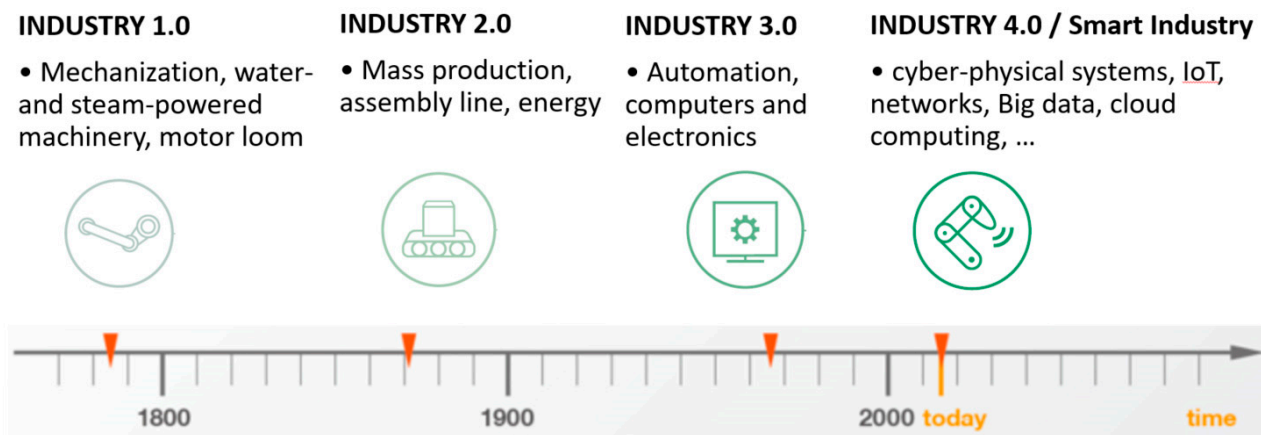 INDUSTRY 1.0
• Mechanization, water-
and steam-powered
machinery, motor loom
INDUSTRY 2.0
• Mass production,
assembly line, energy
INDUSTRY 3.0
• Automation,
computers and
electronics
INDUSTRY 4.0 / Smart Industry
• cyber-physical systems, IoT,
networks, Big data, cloud
computing, ...
1800
1900
2000 today
time